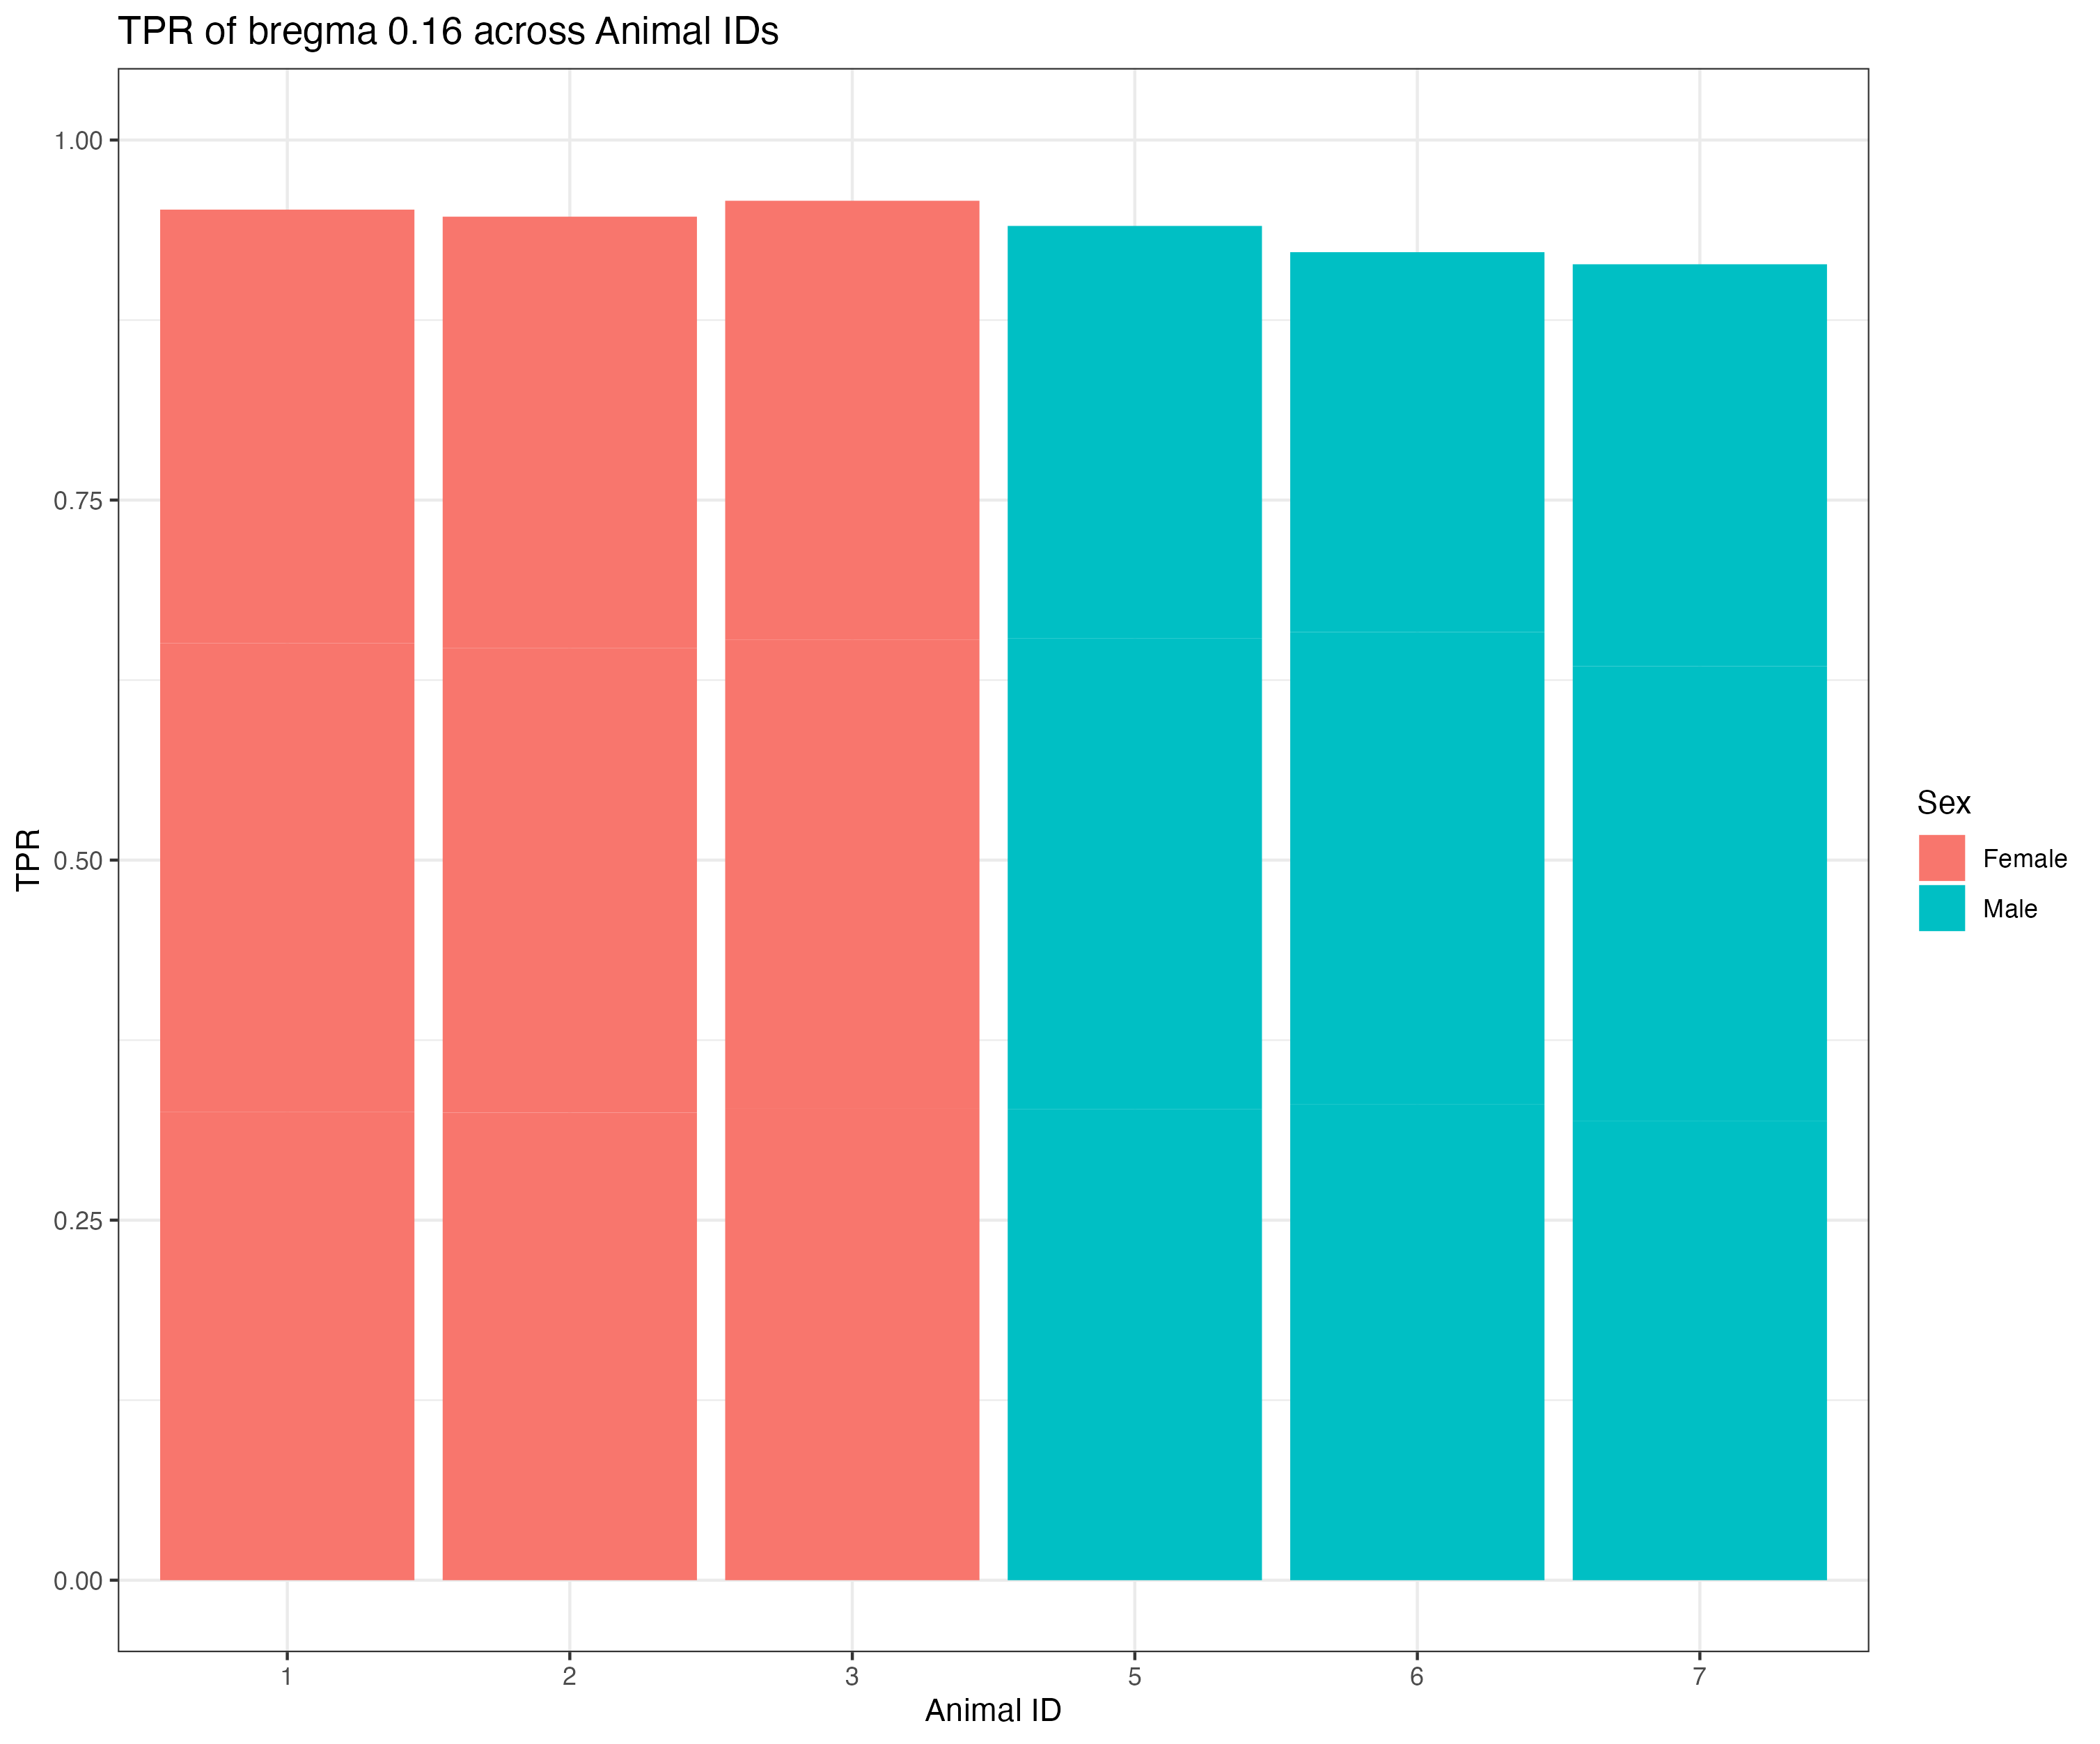 TPR of bregma 0.16 across Animal IDs
1.00
0.75
0.50
0.25
0.00
TPR
1 2 3 5 6 7
Animal ID
Sex
Female
Male